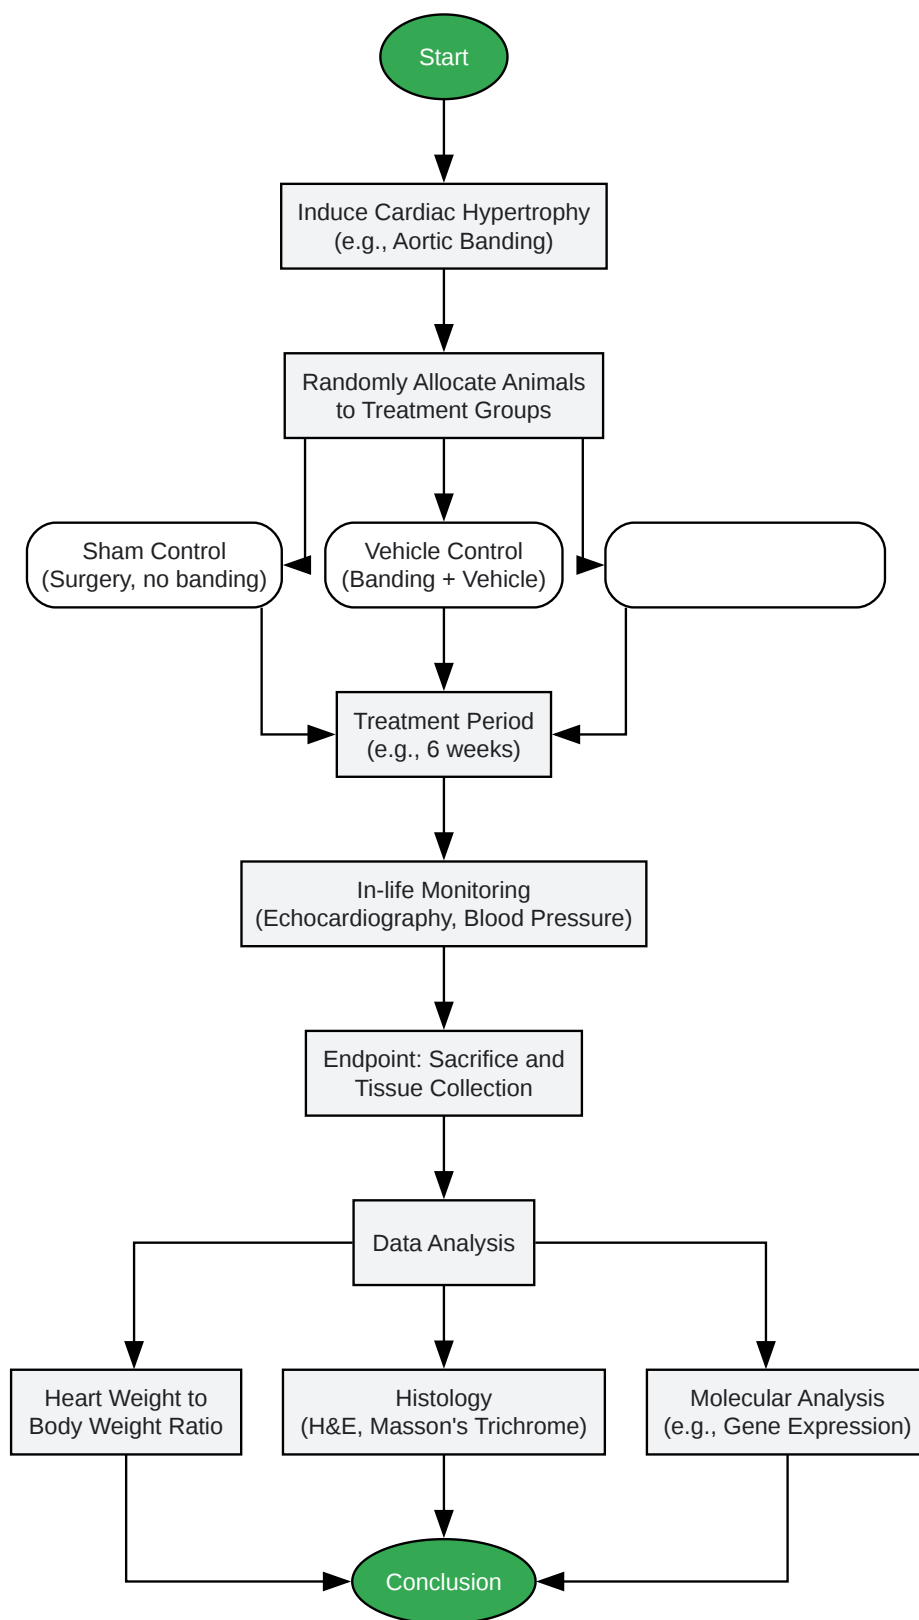 Start
Induce Cardiac Hypertrophy
(e.g., Aortic Banding)
Randomly Allocate Animals
to Treatment Groups
Sham Control
(Surgery, no banding)
Vehicle Control
(Banding + Vehicle)
Treatment Period
(e.g., 6 weeks)
In-life Monitoring
(Echocardiography, Blood Pressure)
Endpoint: Sacrifice and
Tissue Collection
Data Analysis
Heart Weight to
Body Weight Ratio
Histology
(H&E, Masson's Trichrome)
Molecular Analysis
(e.g., Gene Expression)
Conclusion